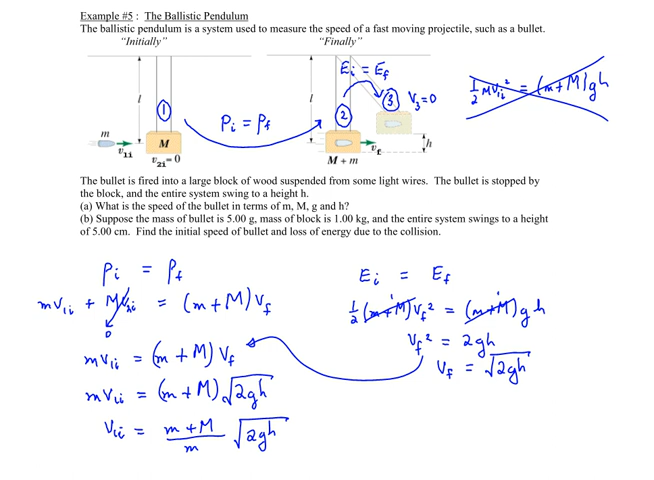 Example #5 : The Ballistic Pendulum
The ballistic pendulum is a system used to measure the speed of a fast moving projectile, such as a bullet.
"Initially" "Finally"
Ei = Ef
½ MV₁ᵢ² = (m+M)gh
l l
① ② ③ V₃=0
Pi = Pf
m
v₁ᵢ
M
v₂ᵢ = 0
M + m
vf
h
The bullet is fired into a large block of wood suspended from some light wires. The bullet is stopped by
the block, and the entire system swing to a height h.
(a) What is the speed of the bullet in terms of m, M, g and h?
(b) Suppose the mass of bullet is 5.00 g, mass of block is 1.00 kg, and the entire system swings to a height
of 5.00 cm. Find the initial speed of bullet and loss of energy due to the collision.
Pi = Pf
mV₁ᵢ + MV₂ᵢ = (m+M)Vf
0
mV₁ᵢ = (m+M) Vf
mV₁ᵢ = (m+M) √2gh
V₁ᵢ = m+M/m √2gh
Ei = Ef
½ (m+M)Vf² = (m+M)gh
Vf² = 2gh
Vf = √2gh